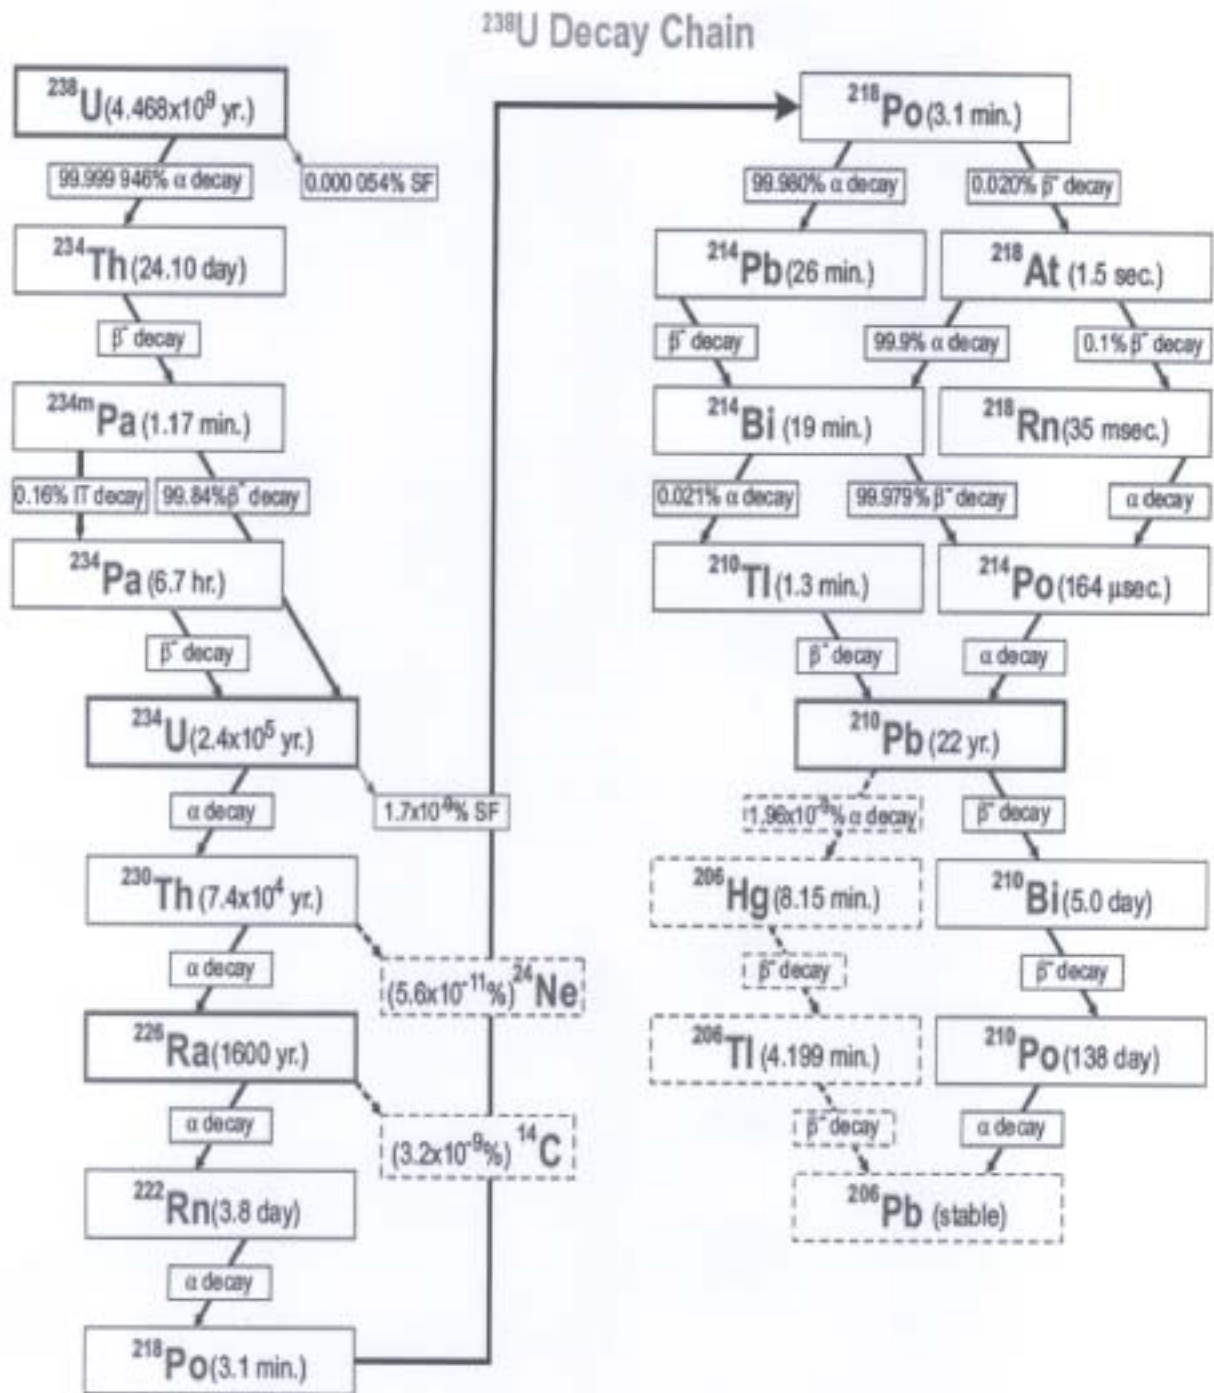 ²³⁸U Decay Chain
²³⁸U (4.468x10⁹ yr.)
99.999 946% α decay
0.000 054% SF
²³⁴Th (24.10 day)
β⁻ decay
²³⁴ᵐPa (1.17 min.)
0.16% IT decay
99.84% β⁻ decay
²³⁴Pa (6.7 hr.)
β⁻ decay
²³⁴U (2.4x10⁵ yr.)
α decay
1.7x10⁻⁹% SF
²³⁰Th (7.4x10⁴ yr.)
α decay
(5.6x10⁻¹¹%) ²⁴Ne
²²⁶Ra (1600 yr.)
α decay
(3.2x10⁻⁹%) ¹⁴C
²²²Rn (3.8 day)
α decay
²¹⁸Po (3.1 min.)
²¹⁸Po (3.1 min.)
99.980% α decay
0.020% β⁻ decay
²¹⁴Pb (26 min.)
²¹⁸At (1.5 sec.)
β⁻ decay
99.9% α decay
0.1% β⁻ decay
²¹⁴Bi (19 min.)
²¹⁸Rn (35 msec.)
0.021% α decay
99.979% β⁻ decay
α decay
²¹⁰Tl (1.3 min.)
²¹⁴Po (164 µsec.)
β⁻ decay
α decay
²¹⁰Pb (22 yr.)
α decay
β⁻ decay
²⁰⁶Hg (8.15 min.)
²¹⁰Bi (5.0 day)
β⁻ decay
β⁻ decay
²⁰⁶Tl (4.199 min.)
²¹⁰Po (138 day)
β⁻ decay
α decay
²⁰⁶Pb (stable)